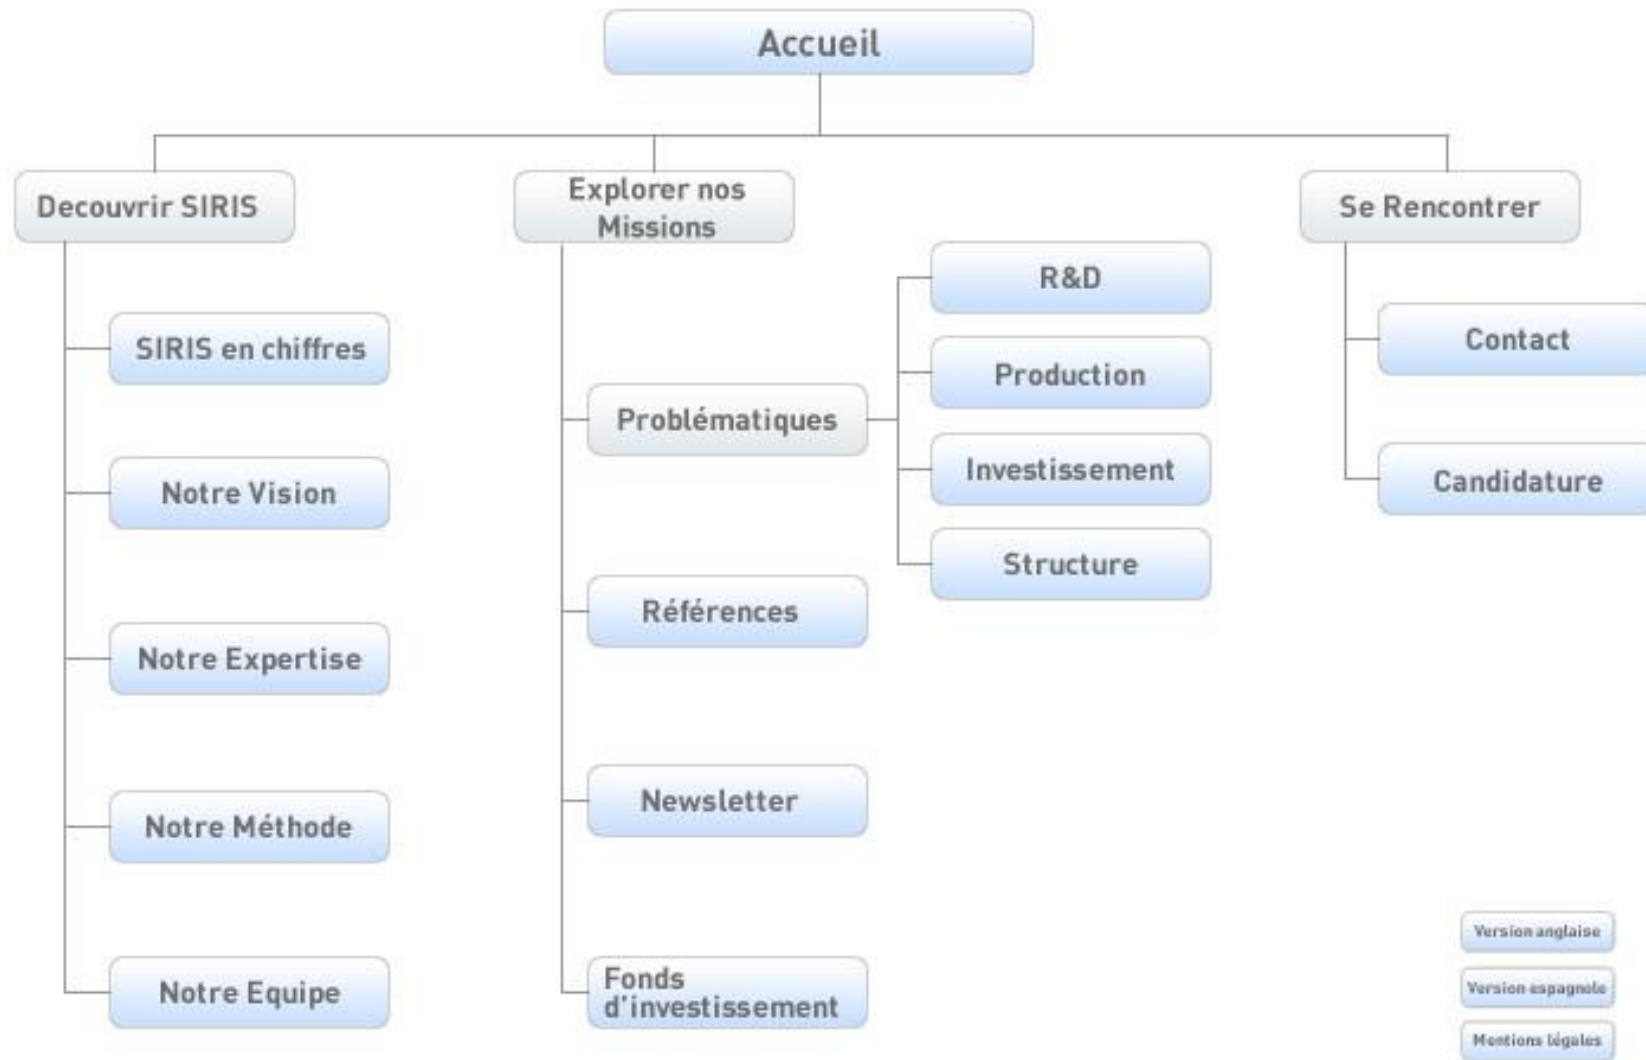 Accueil
Decouvrir SIRIS
Explorer nos
Missions
Se Rencontrer
SIRIS en chiffres
Notre Vision
Notre Expertise
Notre Méthode
Notre Equipe
Problématiques
R&D
Production
Investissement
Structure
Références
Newsletter
Fonds
d'investissement
Contact
Candidature
Version anglaise
Version espagnole
Mentions légales